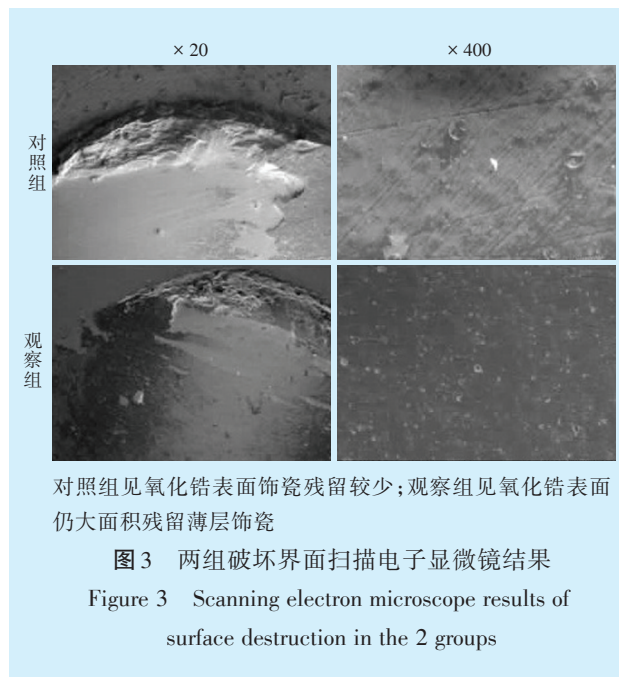 × 20
× 400
对照组
观察组
对照组见氧化锆表面饰瓷残留较少;观察组见氧化锆表面
仍大面积残留薄层饰瓷
图3 两组破坏界面扫描电子显微镜结果
Figure 3 Scanning electron microscope results of
surface destruction in the 2 groups